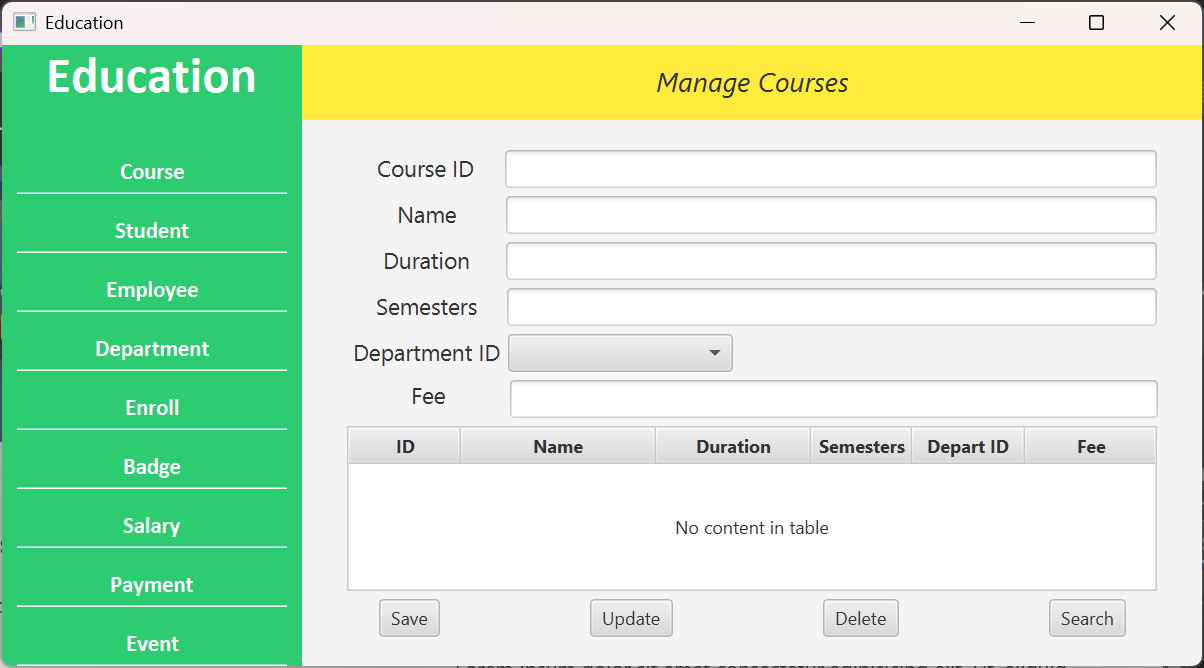 Education
Education
Manage Courses
Course
Student
Employee
Department
Enroll
Badge
Salary
Payment
Event
Course ID
Name
Duration
Semesters
Department ID
Fee
ID Name Duration Semesters Depart ID Fee
No content in table
Save Update Delete Search